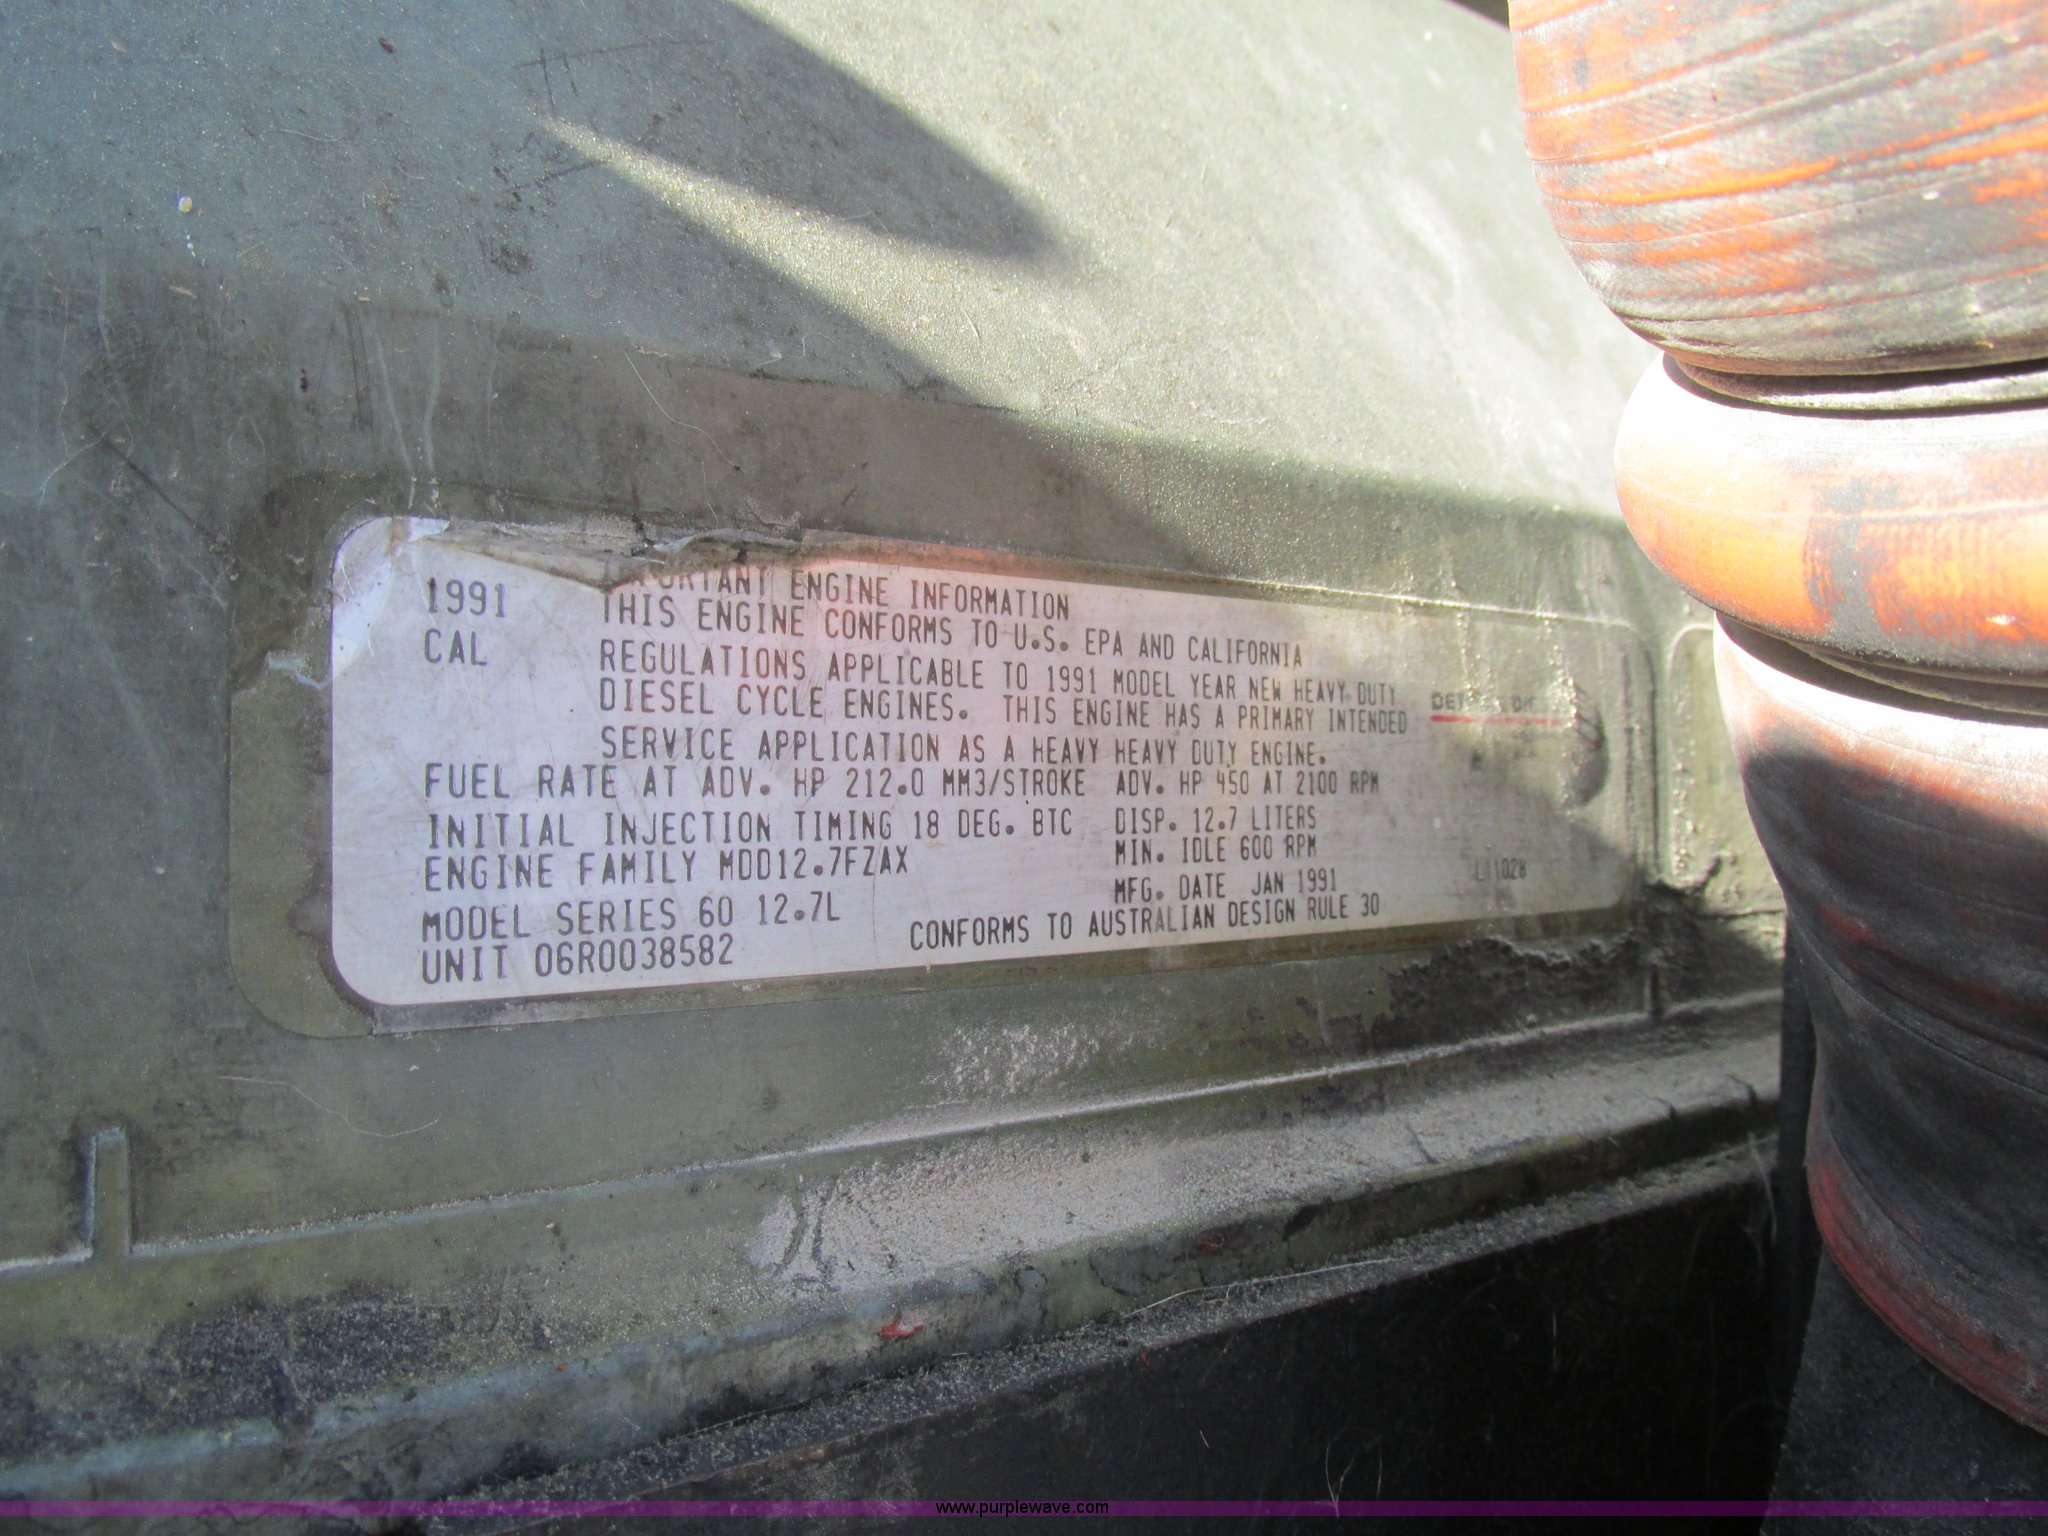 1991
CAL
IMPORTANT ENGINE INFORMATION
THIS ENGINE CONFORMS TO U.S. EPA AND CALIFORNIA
REGULATIONS APPLICABLE TO 1991 MODEL YEAR NEW HEAVY DUTY
DIESEL CYCLE ENGINES. THIS ENGINE HAS A PRIMARY INTENDED
SERVICE APPLICATION AS A HEAVY HEAVY DUTY ENGINE.
FUEL RATE AT ADV. HP 212.0 MM3/STROKE ADV. HP 450 AT 2100 RPM
INITIAL INJECTION TIMING 18 DEG. BTC DISP. 12.7 LITERS
ENGINE FAMILY MDD12.7FZAX MIN. IDLE 600 RPM
MODEL SERIES 60 12.7L MFG. DATE JAN 1991
UNIT 06R0038582 CONFORMS TO AUSTRALIAN DESIGN RULE 30
www.purplewave.com